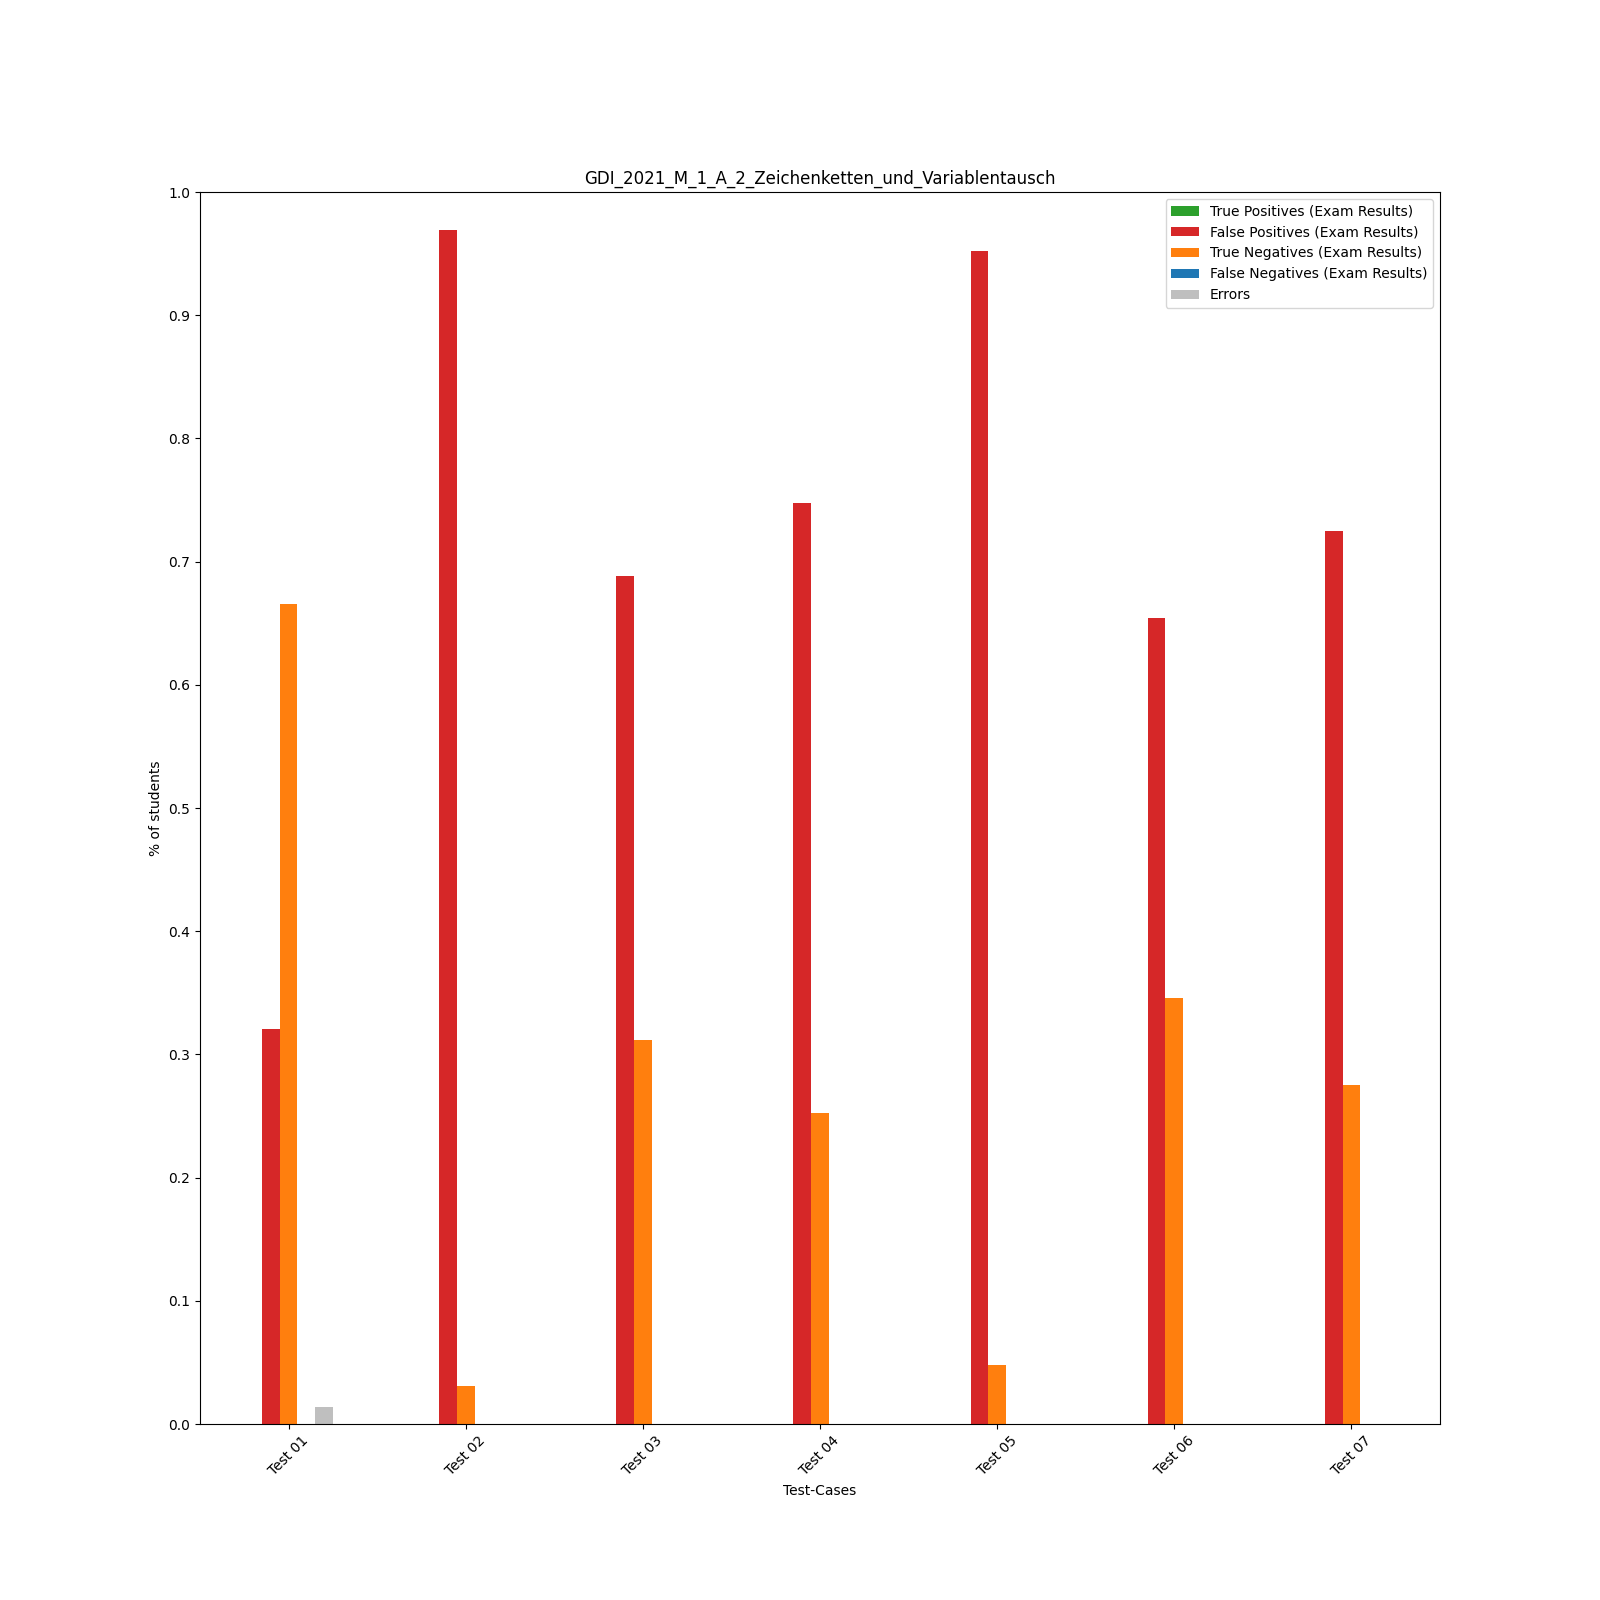 GDI_2021_M_1_A_2_Zeichenketten_und_Variablentausch
True Positives (Exam Results)
False Positives (Exam Results)
True Negatives (Exam Results)
False Negatives (Exam Results)
Errors
% of students
1.0
0.9
0.8
0.7
0.6
0.5
0.4
0.3
0.2
0.1
0.0
Test 01
Test 02
Test 03
Test 04
Test 05
Test 06
Test 07
Test-Cases